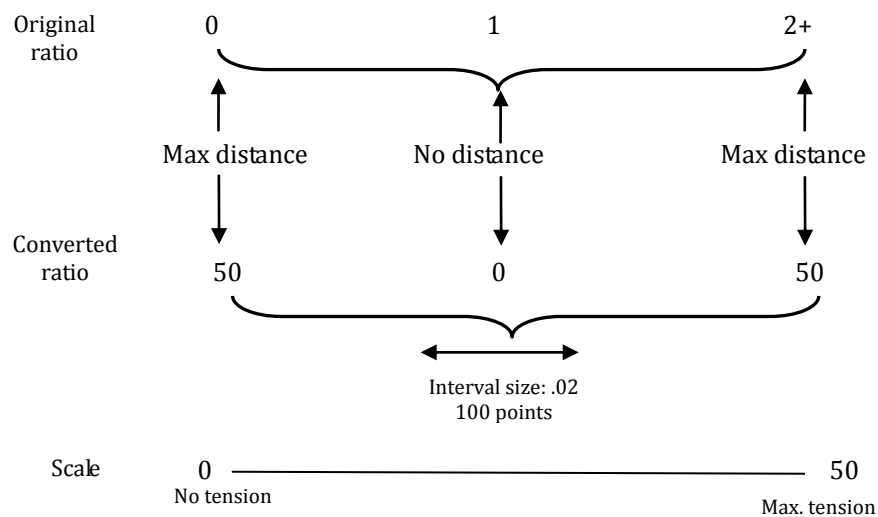 Original
ratio
0 1 2+
Max distance No distance Max distance
Converted
ratio
50 0 50
Interval size: .02
100 points
Scale 0 50
No tension
Max. tension